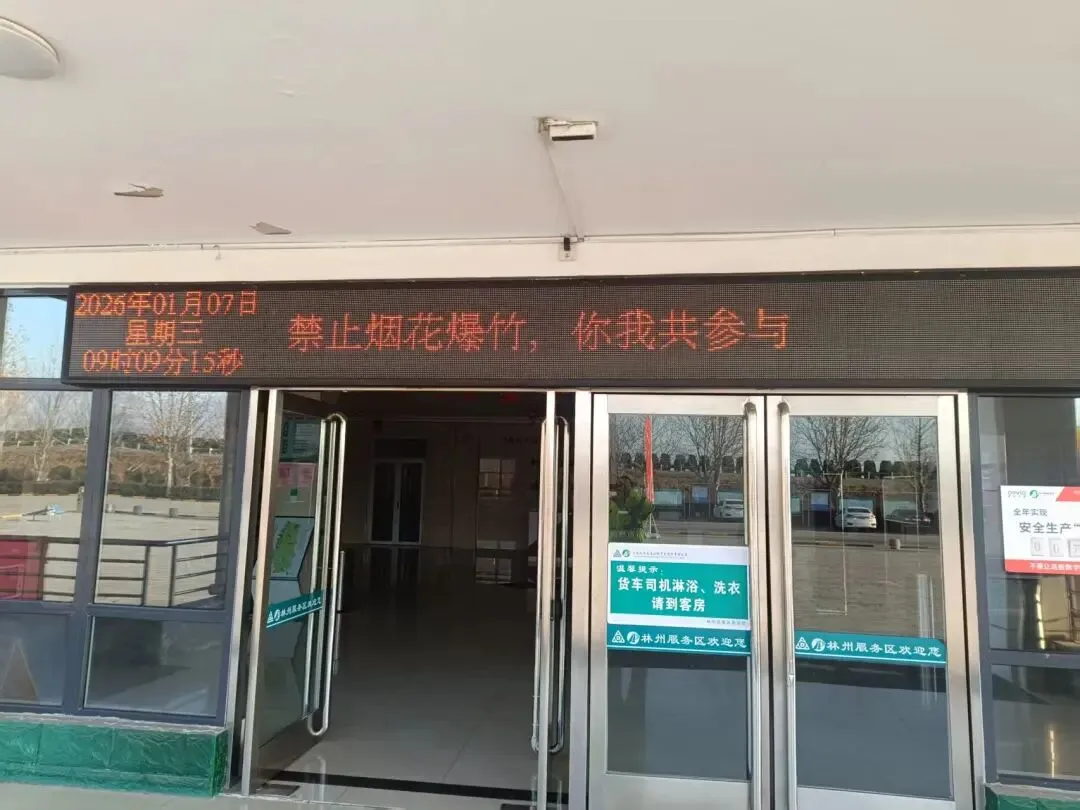 2026年01月07日
星期三
09时09分15秒
禁止烟花爆竹，你我共参与
温馨提示：
货车司机淋浴、洗衣
请到客房
林州服务区欢迎您
林州服务区欢迎您
林州服务区欢迎您
全年实现
安全生产"